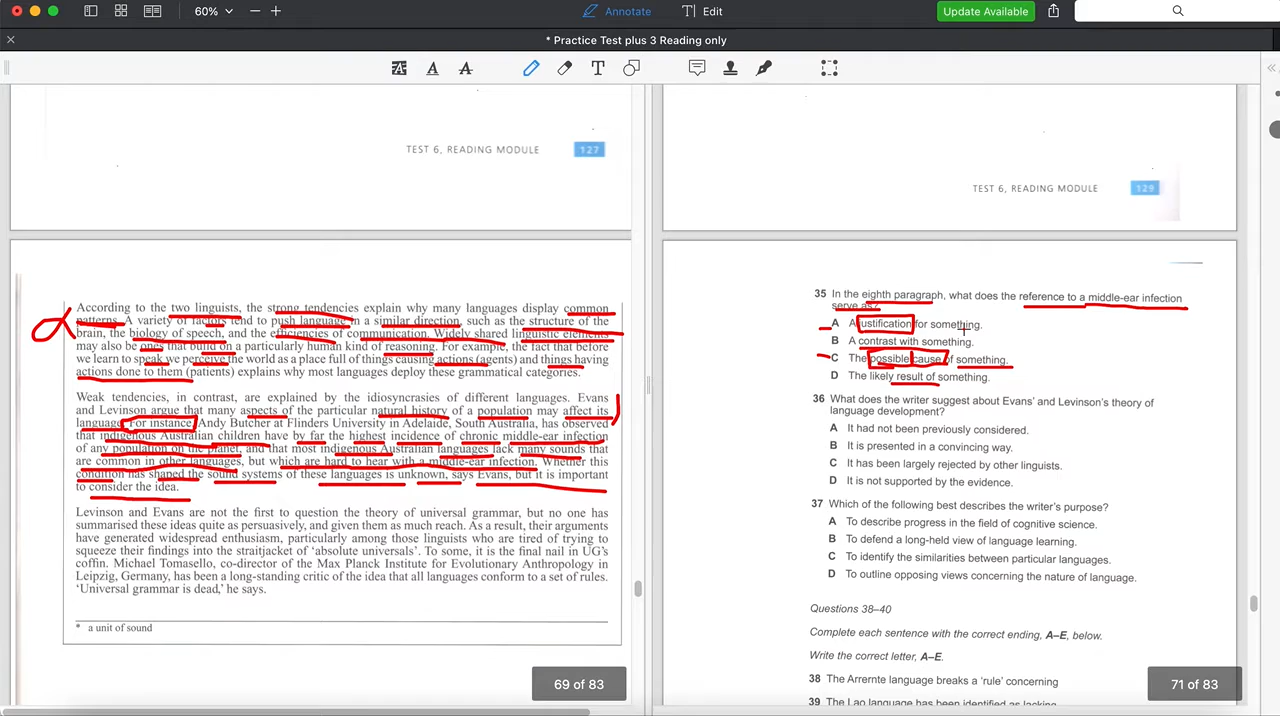 60%
Annotate
Edit
Update Available
* Practice Test plus 3 Reading only
TEST 6, READING MODULE 127
According to the two linguists, the strong tendencies explain why many languages display common
patterns. A variety of factors tend to push language in a similar direction, such as the structure of the
brain, the biology of speech, and the efficiencies of communication. Widely shared linguistic elements
may also be ones that build on a particularly human kind of reasoning. For example, the fact that before
we learn to speak we perceive the world as a place full of things causing actions (agents) and things having
actions done to them (patients) explains why most languages deploy these grammatical categories.
Weak tendencies, in contrast, are explained by the idiosyncrasies of different languages. Evans
and Levinson argue that many aspects of the particular natural history of a population may affect its
language. For instance, Andy Butcher at Flinders University in Adelaide, South Australia, has observed
that indigenous Australian children have by far the highest incidence of chronic middle-ear infection
of any population on the planet, and that most indigenous Australian languages lack many sounds that
are common in other languages, but which are hard to hear with a middle-ear infection. Whether this
condition has shaped the sound systems of these languages is unknown, says Evans, but it is important
to consider the idea.
Levinson and Evans are not the first to question the theory of universal grammar, but no one has
summarised these ideas quite as persuasively, and given them as much reach. As a result, their arguments
have generated widespread enthusiasm, particularly among those linguists who are tired of trying to
squeeze their findings into the straitjacket of 'absolute universals'. To some, it is the final nail in UG's
coffin. Michael Tomasello, co-director of the Max Planck Institute for Evolutionary Anthropology in
Leipzig, Germany, has been a long-standing critic of the idea that all languages conform to a set of rules.
'Universal grammar is dead,' he says.
* a unit of sound
69 of 83
TEST 6, READING MODULE 129
35 In the eighth paragraph, what does the reference to a middle-ear infection
serve as?
A A justification for something.
B A contrast with something.
C The possible cause of something.
D The likely result of something.
36 What does the writer suggest about Evans' and Levinson's theory of
language development?
A It had not been previously considered.
B It is presented in a convincing way.
C It has been largely rejected by other linguists.
D It is not supported by the evidence.
37 Which of the following best describes the writer's purpose?
A To describe progress in the field of cognitive science.
B To defend a long-held view of language learning.
C To identify the similarities between particular languages.
D To outline opposing views concerning the nature of language.
Questions 38–40
Complete each sentence with the correct ending, A–E, below.
Write the correct letter, A–E.
38 The Arrernte language breaks a 'rule' concerning
39 The Lao language has been identified as lacking
71 of 83